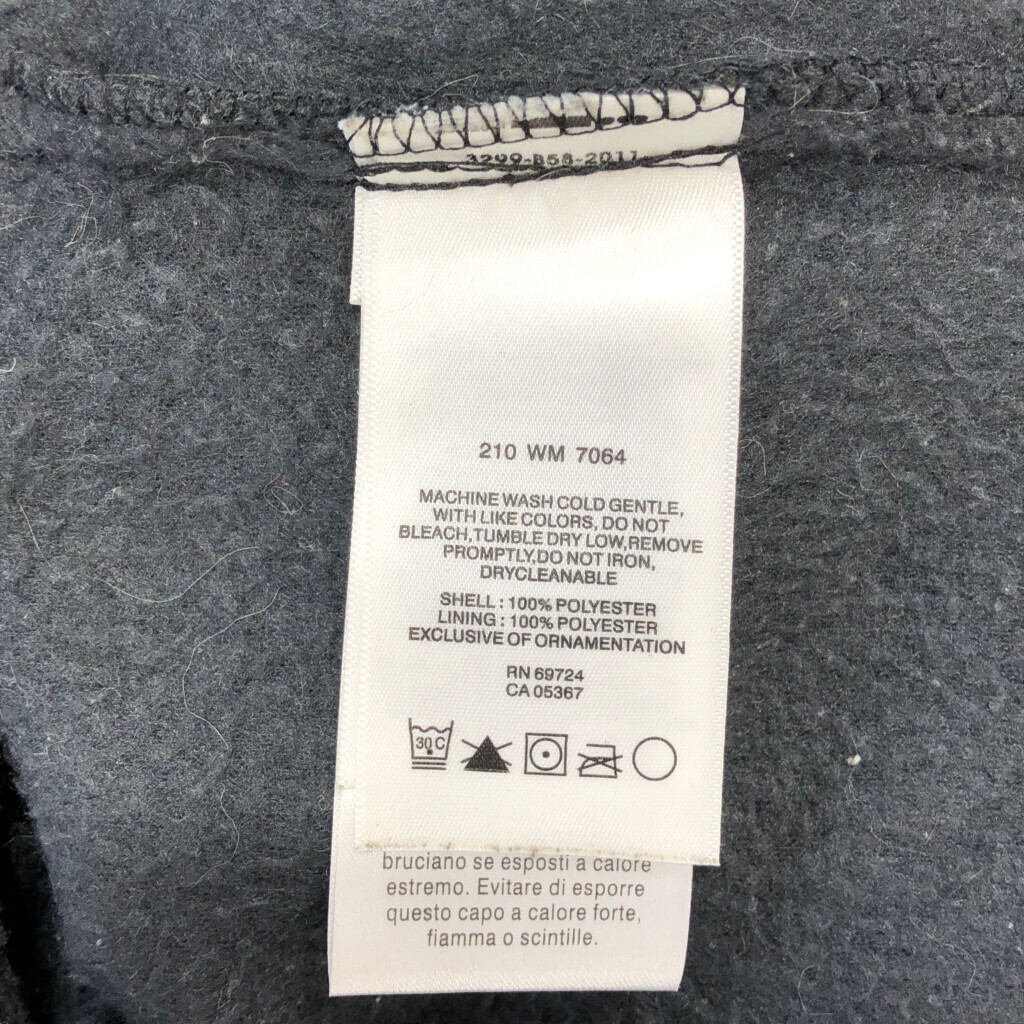 3299-B58-2011
210 WM 7064
MACHINE WASH COLD GENTLE,
WITH LIKE COLORS, DO NOT
BLEACH,TUMBLE DRY LOW,REMOVE
PROMPTLY,DO NOT IRON,
DRYCLEANABLE
SHELL : 100% POLYESTER
LINING : 100% POLYESTER
EXCLUSIVE OF ORNAMENTATION
RN 69724
CA 05367
30 C
bruciano se esposti a calore
estremo. Evitare di esporre
questo capo a calore forte,
fiamma o scintille.